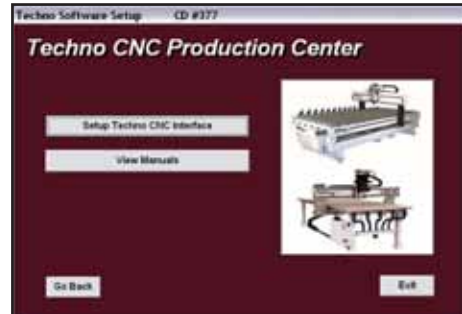 Techno Software Setup CD #377
Techno CNC Production Center
Setup Techno CNC Interface
View Manuals
Go Back
Exit